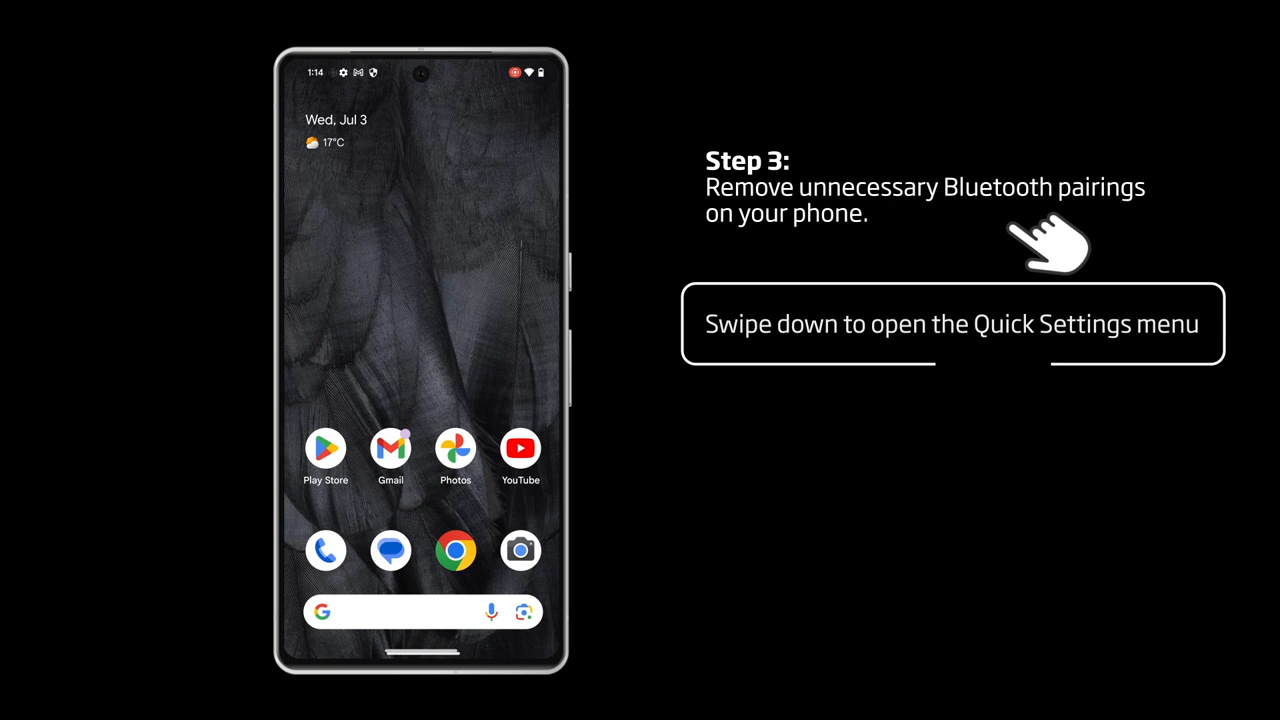 1:14
Wed, Jul 3
17°C
Play Store
Gmail
Photos
YouTube
G
Step 3:
Remove unnecessary Bluetooth pairings
on your phone.
Swipe down to open the Quick Settings menu